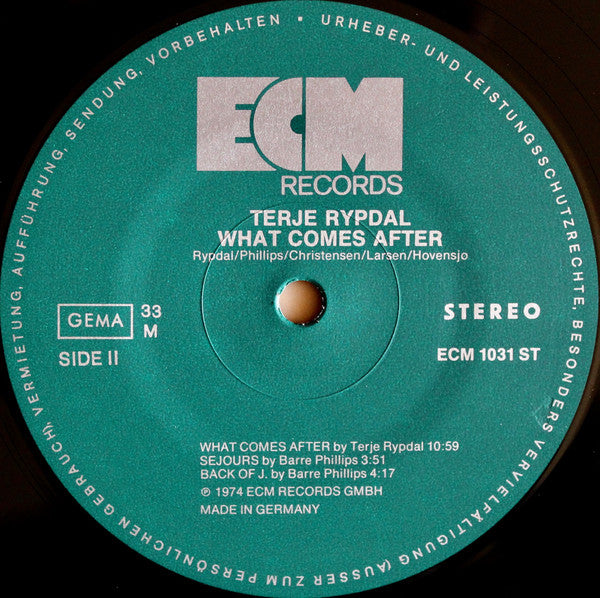 URHEBER- UND LEISTUNGSSCHUTZRECHTE, BESONDERS VERVIELFÄLTIGUNG (AUSSER ZUM PERSÖNLICHEN GEBRAUCH), VERMIETUNG, AUFFÜHRUNG, SENDUNG, VORBEHALTEN •
ECM
RECORDS
TERJE RYPDAL
WHAT COMES AFTER
Rypdal/Phillips/Christensen/Larsen/Hovensjø
GEMA
33
M
SIDE II
STEREO
ECM 1031 ST
WHAT COMES AFTER by Terje Rypdal 10:59
SEJOURS by Barre Phillips 3:51
BACK OF J. by Barre Phillips 4:17
℗ 1974 ECM RECORDS GMBH
MADE IN GERMANY